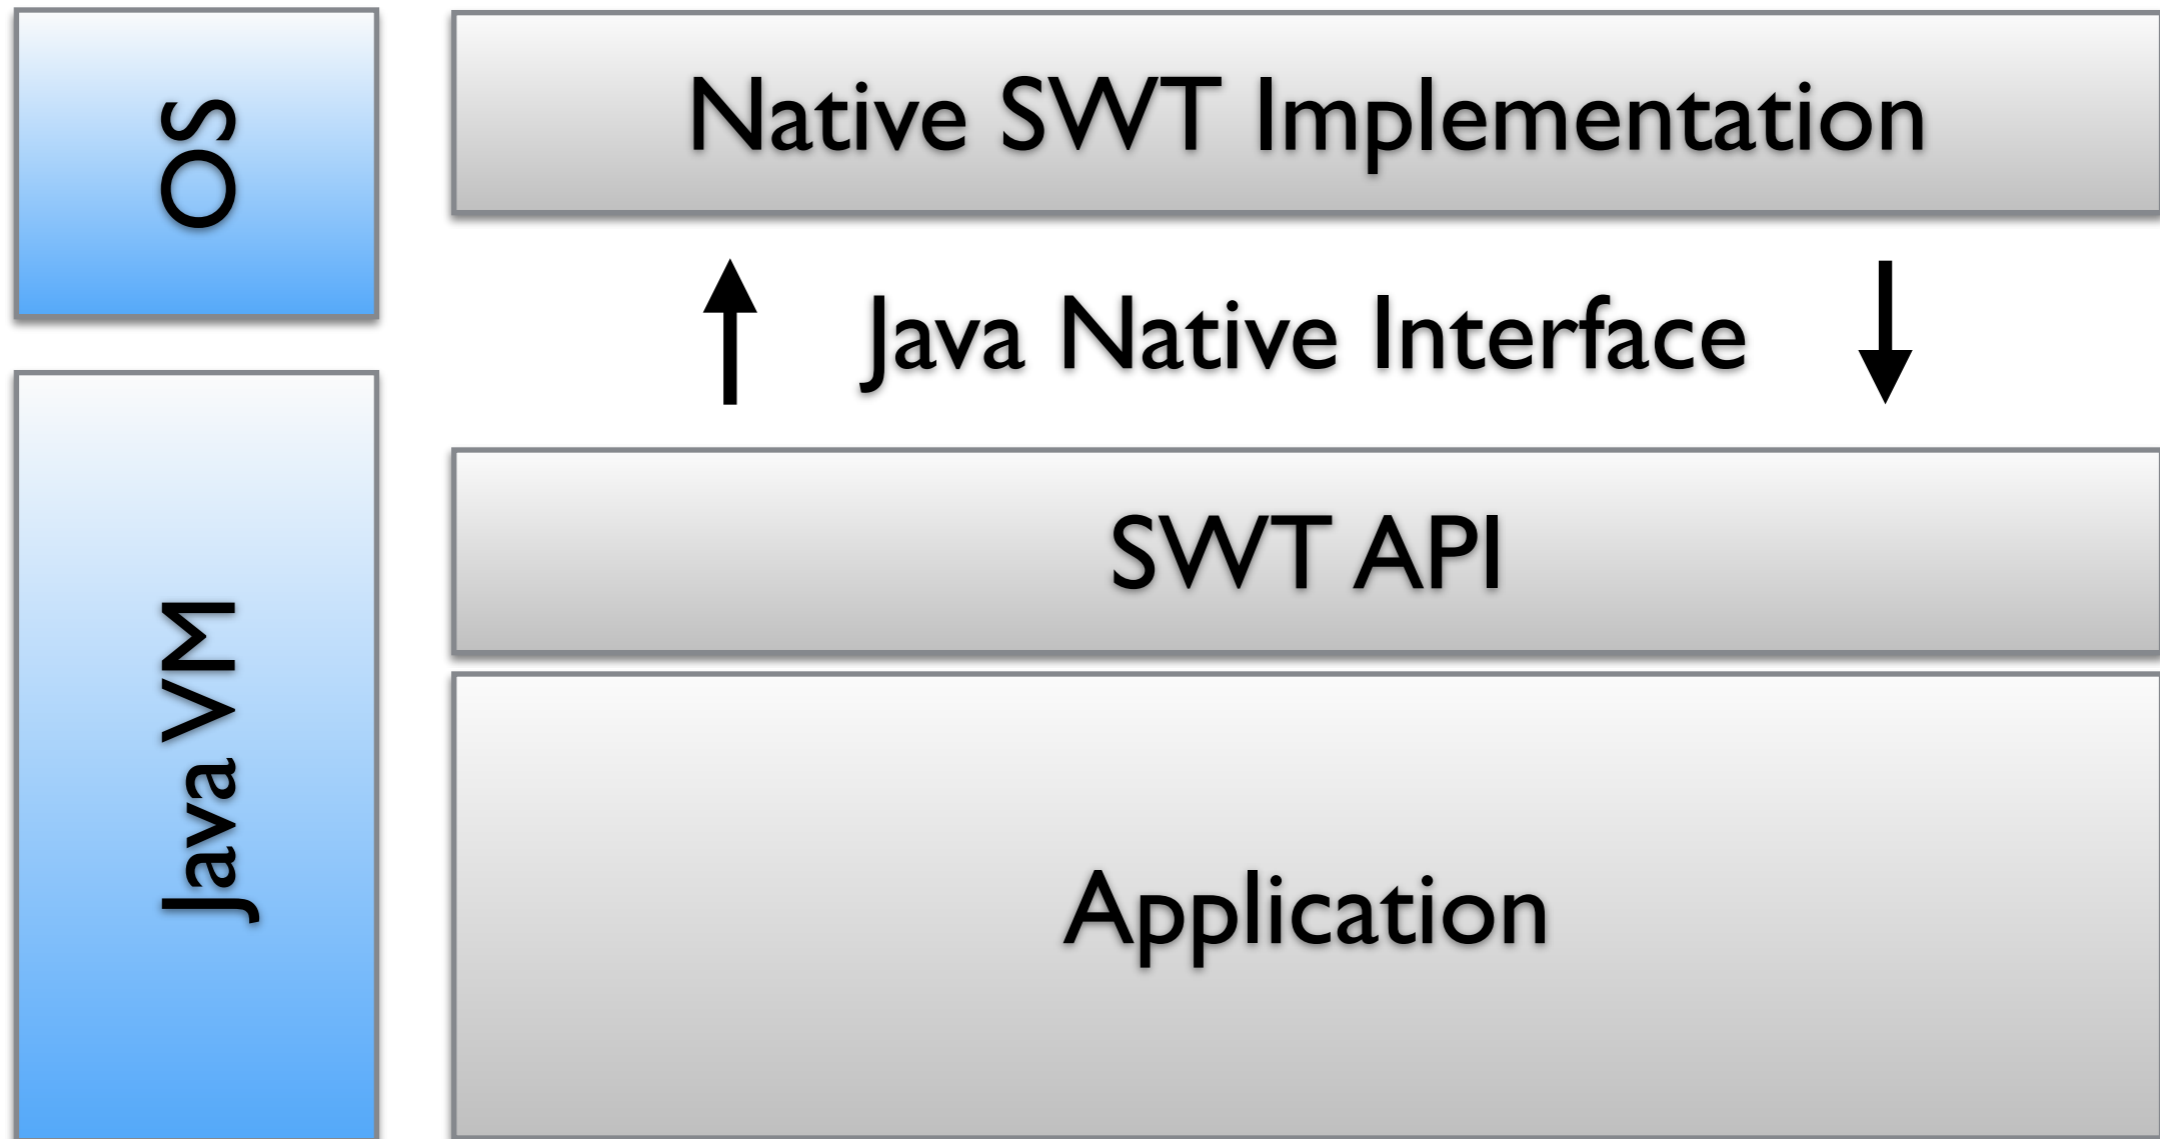 OS
Native SWT Implementation
Java Native Interface
Java VM
SWT API
Application